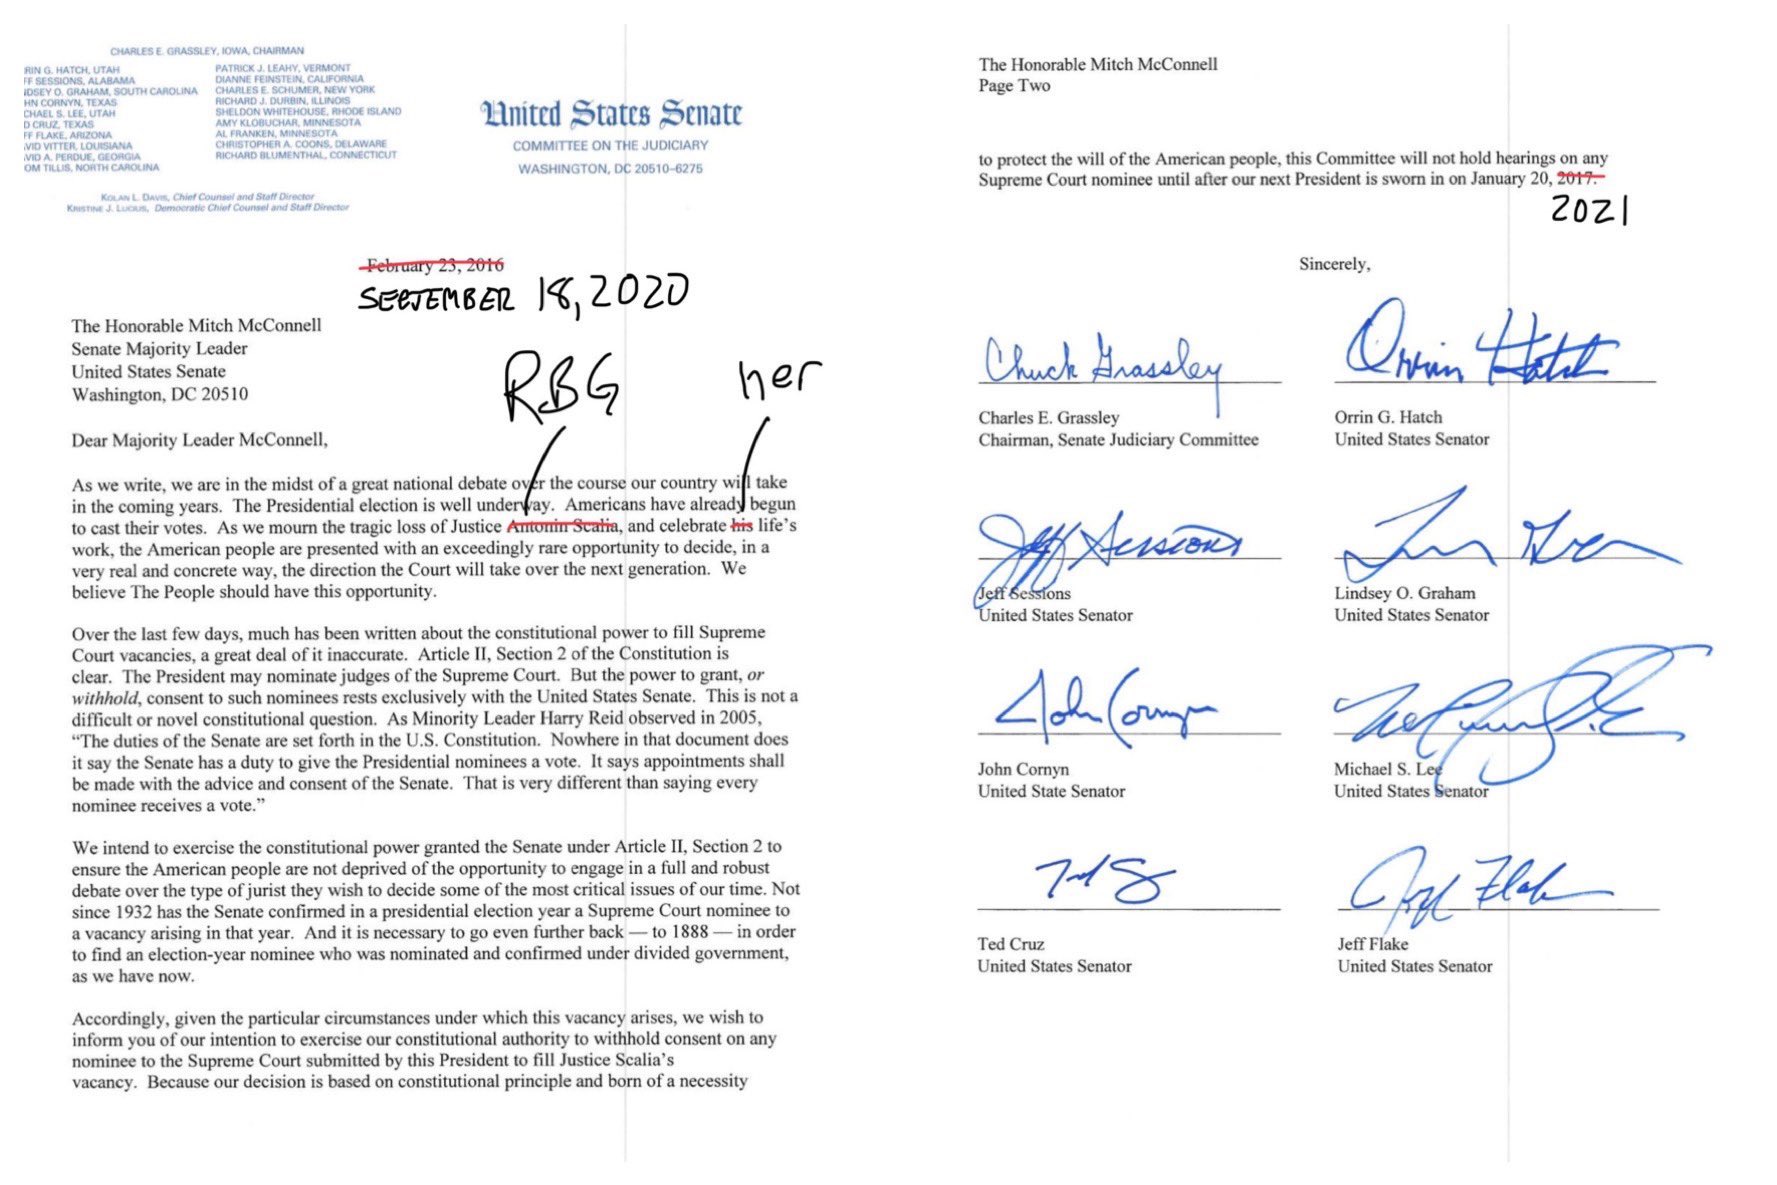 CHARLES E. GRASSLEY, IOWA, CHAIRMAN
RIN G. HATCH, UTAH
FF SESSIONS, ALABAMA
DSEY O. GRAHAM, SOUTH CAROLINA
HN CORNYN, TEXAS
CHAEL S. LEE, UTAH
D CRUZ, TEXAS
FF FLAKE, ARIZONA
VID VITTER, LOUISIANA
VID A. PERDUE, GEORGIA
OM TILLIS, NORTH CAROLINA
PATRICK J. LEAHY, VERMONT
DIANNE FEINSTEIN, CALIFORNIA
CHARLES E. SCHUMER, NEW YORK
RICHARD J. DURBIN, ILLINOIS
SHELDON WHITEHOUSE, RHODE ISLAND
AMY KLOBUCHAR, MINNESOTA
AL FRANKEN, MINNESOTA
CHRISTOPHER A. COONS, DELAWARE
RICHARD BLUMENTHAL, CONNECTICUT
KOLAN L. DAVIS, Chief Counsel and Staff Director
KRISTINE J. LUCIUS, Democratic Chief Counsel and Staff Director
United States Senate
COMMITTEE ON THE JUDICIARY
WASHINGTON, DC 20510–6275
February 23, 2016
SEPTEMBER 18, 2020
The Honorable Mitch McConnell
Senate Majority Leader
United States Senate
Washington, DC 20510
RBG
her
Dear Majority Leader McConnell,
As we write, we are in the midst of a great national debate over the course our country will take
in the coming years. The Presidential election is well underway. Americans have already begun
to cast their votes. As we mourn the tragic loss of Justice Antonin Scalia, and celebrate his life's
work, the American people are presented with an exceedingly rare opportunity to decide, in a
very real and concrete way, the direction the Court will take over the next generation. We
believe The People should have this opportunity.
Over the last few days, much has been written about the constitutional power to fill Supreme
Court vacancies, a great deal of it inaccurate. Article II, Section 2 of the Constitution is
clear. The President may nominate judges of the Supreme Court. But the power to grant, or
withhold, consent to such nominees rests exclusively with the United States Senate. This is not a
difficult or novel constitutional question. As Minority Leader Harry Reid observed in 2005,
“The duties of the Senate are set forth in the U.S. Constitution. Nowhere in that document does
it say the Senate has a duty to give the Presidential nominees a vote. It says appointments shall
be made with the advice and consent of the Senate. That is very different than saying every
nominee receives a vote.”
We intend to exercise the constitutional power granted the Senate under Article II, Section 2 to
ensure the American people are not deprived of the opportunity to engage in a full and robust
debate over the type of jurist they wish to decide some of the most critical issues of our time. Not
since 1932 has the Senate confirmed in a presidential election year a Supreme Court nominee to
a vacancy arising in that year. And it is necessary to go even further back — to 1888 — in order
to find an election-year nominee who was nominated and confirmed under divided government,
as we have now.
Accordingly, given the particular circumstances under which this vacancy arises, we wish to
inform you of our intention to exercise our constitutional authority to withhold consent on any
nominee to the Supreme Court submitted by this President to fill Justice Scalia's
vacancy. Because our decision is based on constitutional principle and born of a necessity
The Honorable Mitch McConnell
Page Two
to protect the will of the American people, this Committee will not hold hearings on any
Supreme Court nominee until after our next President is sworn in on January 20, 2017.
2021
Sincerely,
Chuck Grassley
Orrin Hatch
Charles E. Grassley
Chairman, Senate Judiciary Committee
Orrin G. Hatch
United States Senator
Jeff Sessions
Jeff Sessions
United States Senator
Lindsey O. Graham
United States Senator
John Cornyn
John Cornyn
United State Senator
Michael S. Lee
United States Senator
Ted Cruz
United States Senator
Jeff Flake
Jeff Flake
United States Senator